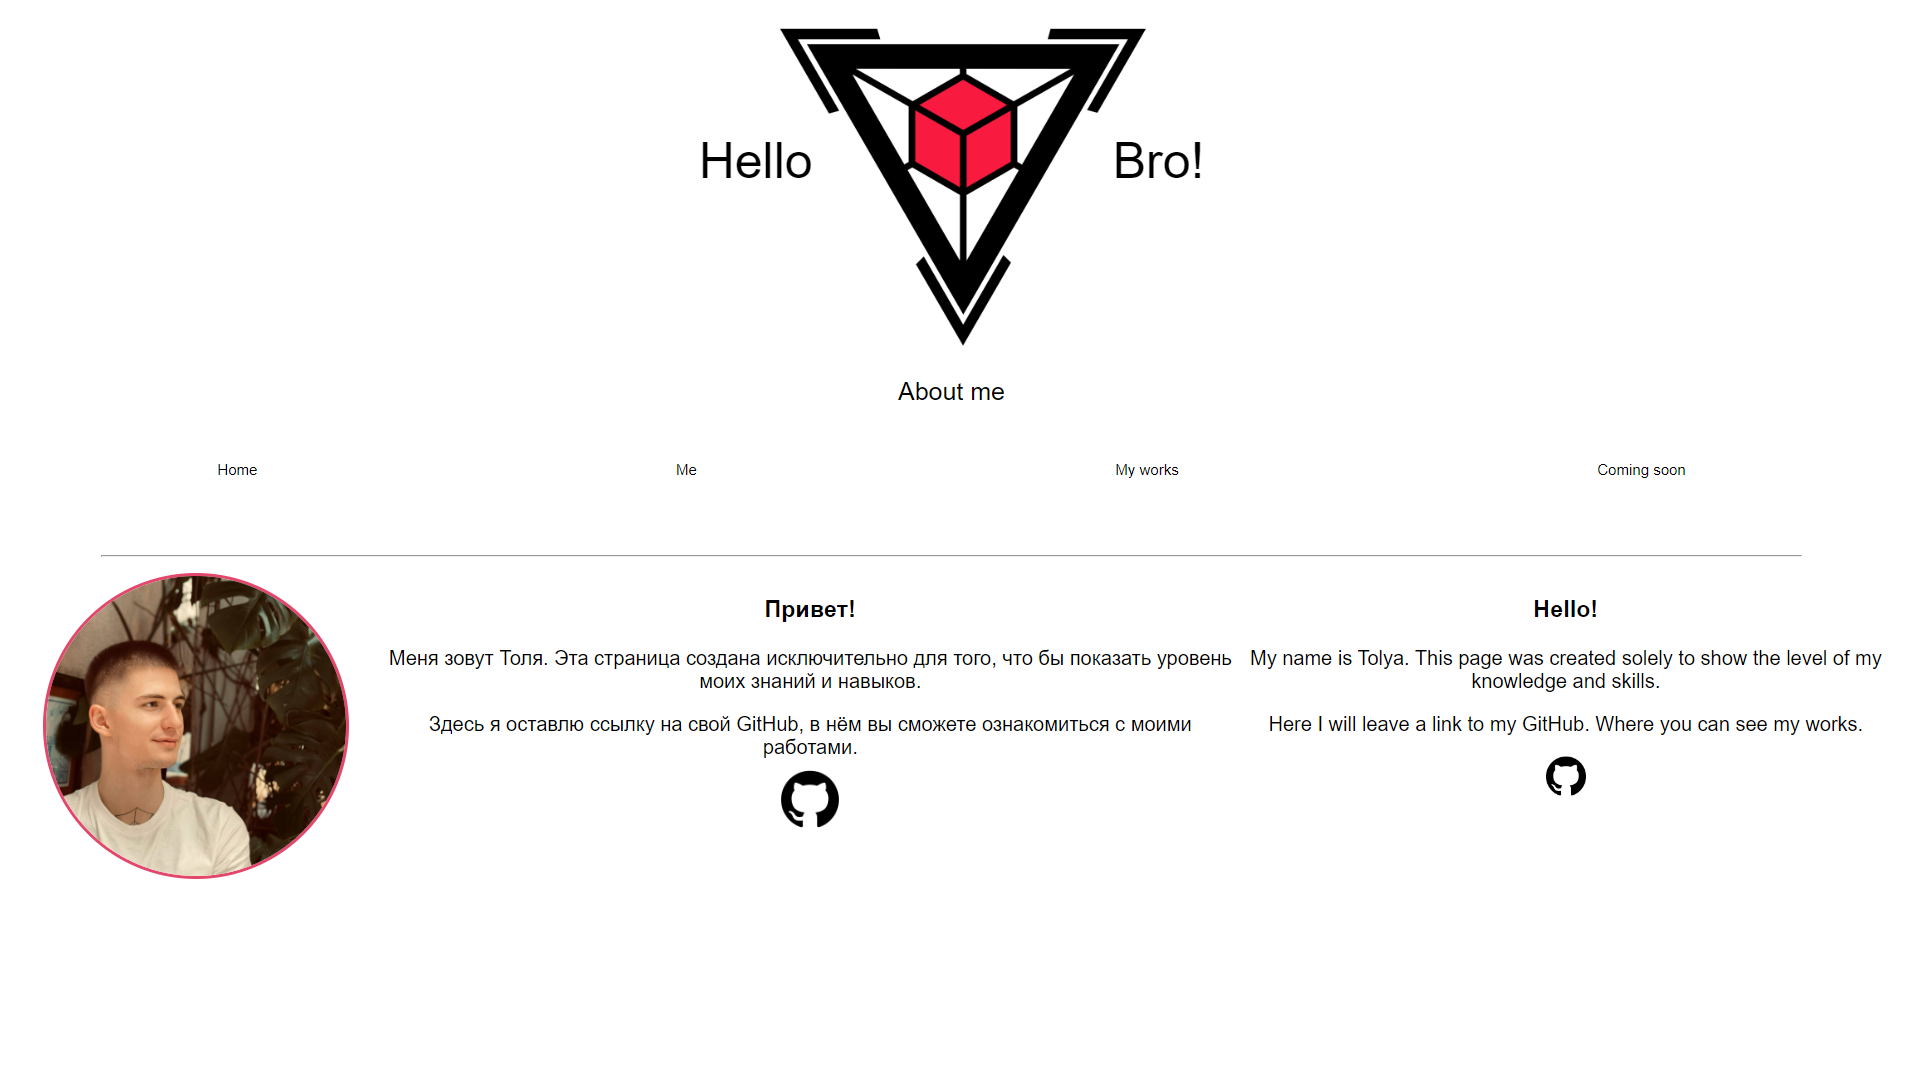 Hello Bro!
About me
Home Me My works Coming soon
Привет!
Меня зовут Толя. Эта страница создана исключительно для того, что бы показать уровень
моих знаний и навыков.
Здесь я оставлю ссылку на свой GitHub, в нём вы сможете ознакомиться с моими
работами.
Hello!
My name is Tolya. This page was created solely to show the level of my
knowledge and skills.
Here I will leave a link to my GitHub. Where you can see my works.